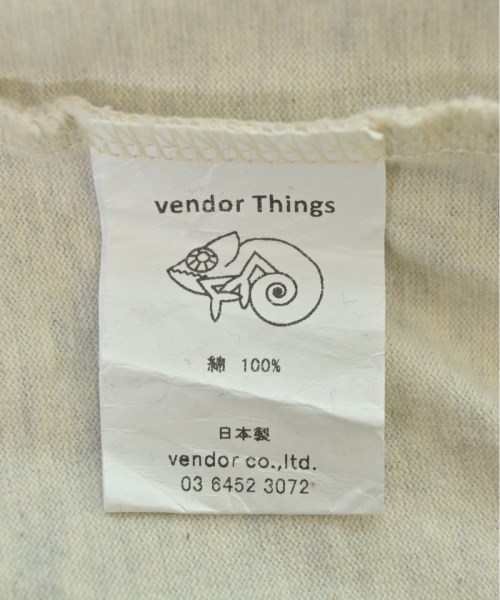 vendor Things
綿 100%
日本製
vendor co.,ltd.
03 6452 3072